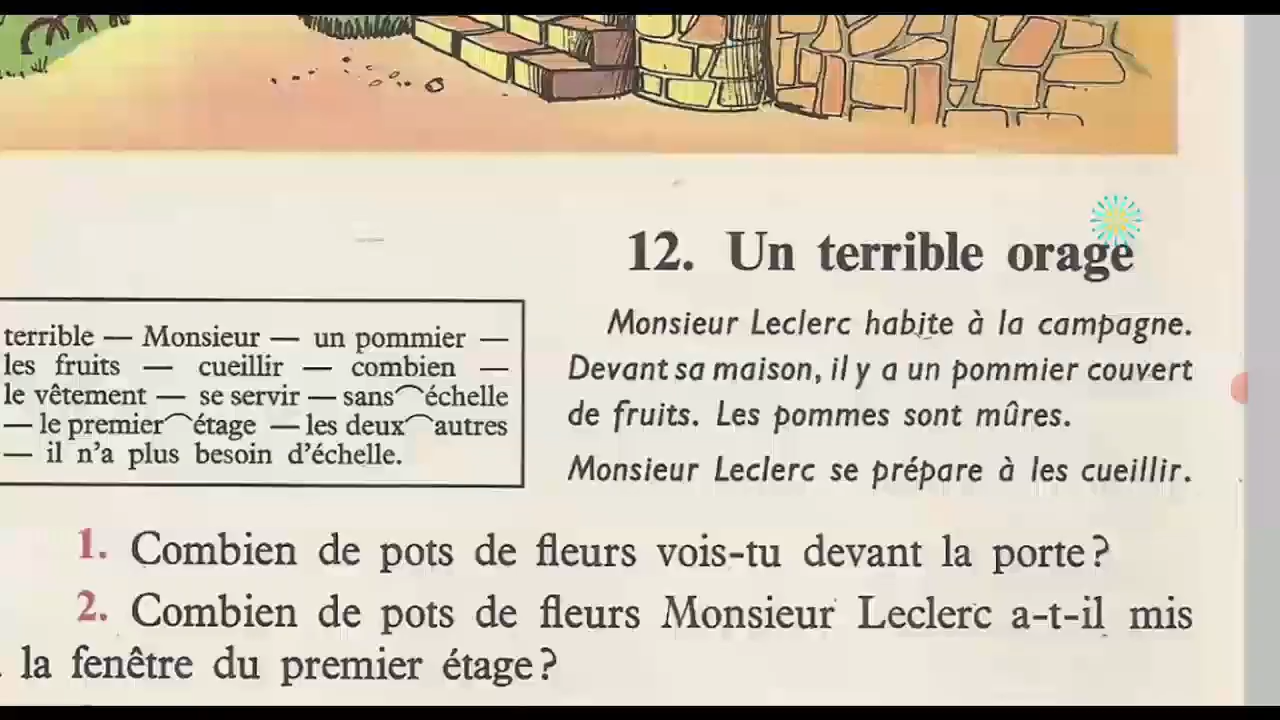 12. Un terrible orage
terrible — Monsieur — un pommier —
les fruits — cueillir — combien —
le vêtement — se servir — sans‿échelle
— le premier‿étage — les deux‿autres
— il n'a plus besoin d'échelle.
Monsieur Leclerc habite à la campagne.
Devant sa maison, il y a un pommier couvert
de fruits. Les pommes sont mûres.
Monsieur Leclerc se prépare à les cueillir.
1. Combien de pots de fleurs vois-tu devant la porte?
2. Combien de pots de fleurs Monsieur Leclerc a-t-il mis
la fenêtre du premier étage?